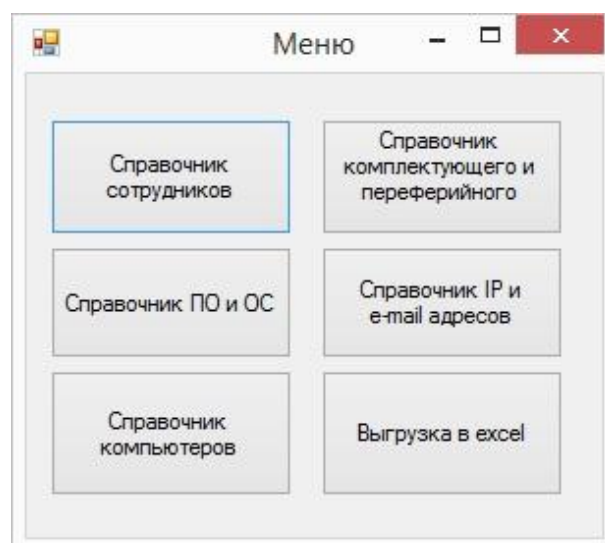 Меню
Справочник
сотрудников
Справочник
комплектующего и
переферийного
Справочник ПО и ОС
Справочник IP и
e-mail адресов
Справочник
компьютеров
Выгрузка в excel